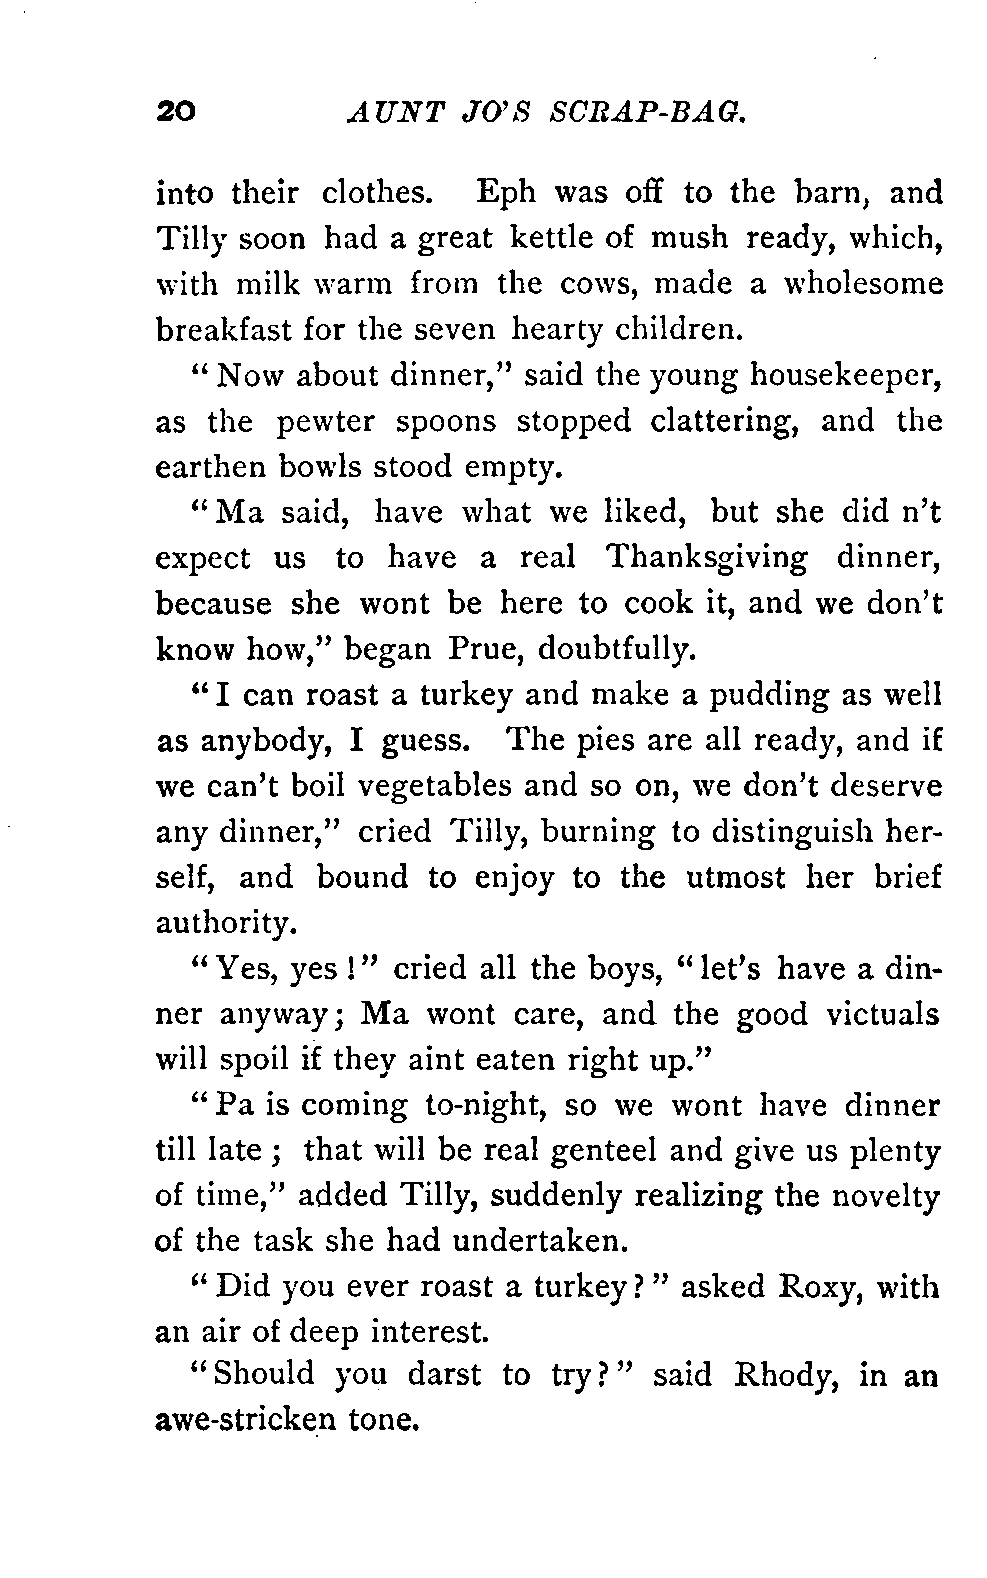 20 AUNT JO'S SCRAP-BAG.
into their clothes. Eph was off to the barn, and
Tilly soon had a great kettle of mush ready, which,
with milk warm from the cows, made a wholesome
breakfast for the seven hearty children.
"Now about dinner," said the young housekeeper,
as the pewter spoons stopped clattering, and the
earthen bowls stood empty.
"Ma said, have what we liked, but she did n't
expect us to have a real Thanksgiving dinner,
because she wont be here to cook it, and we don't
know how," began Prue, doubtfully.
"I can roast a turkey and make a pudding as well
as anybody, I guess. The pies are all ready, and if
we can't boil vegetables and so on, we don't deserve
any dinner," cried Tilly, burning to distinguish her-
self, and bound to enjoy to the utmost her brief
authority.
"Yes, yes!" cried all the boys, "let's have a din-
ner anyway; Ma wont care, and the good victuals
will spoil if they aint eaten right up."
"Pa is coming to-night, so we wont have dinner
till late; that will be real genteel and give us plenty
of time," added Tilly, suddenly realizing the novelty
of the task she had undertaken.
"Did you ever roast a turkey?" asked Roxy, with
an air of deep interest.
"Should you darst to try?" said Rhody, in an
awe-stricken tone.